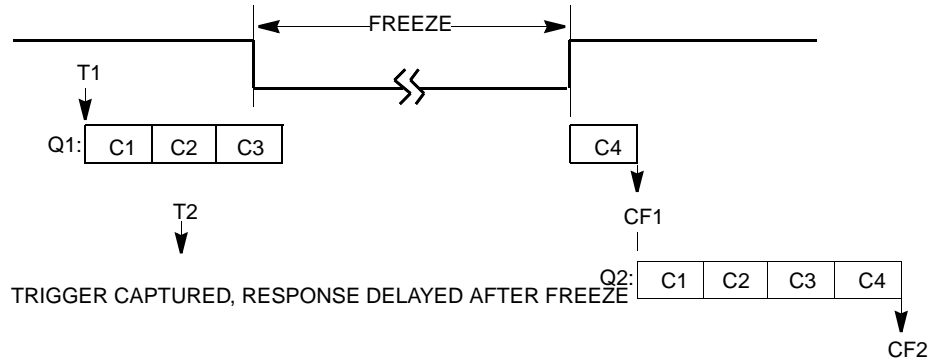 FREEZE
T1
Q1: C1 C2 C3 C4
T2
CF1
TRIGGER CAPTURED, RESPONSE DELAYED AFTER FREEZE
Q2: C1 C2 C3 C4
CF2